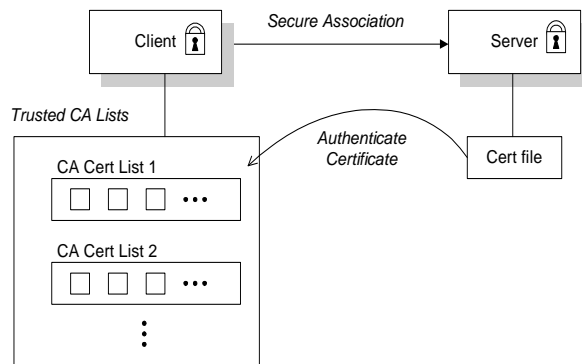 Secure Association
Client
Server
Trusted CA Lists
Authenticate
Certificate
Cert file
CA Cert List 1
CA Cert List 2